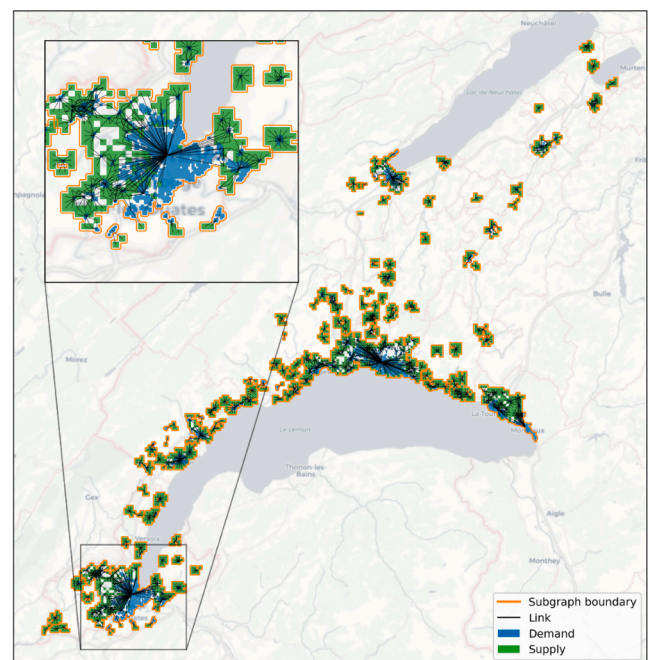 Neuchâtel
Murten
Lac de Neuchâtel
Fri
Bulle
Morez
Le Léman
La Tour
Thonon-les-
Bains
Gex
Aigle
Versoix
Monthey
Subgraph boundary
Link
Demand
Supply